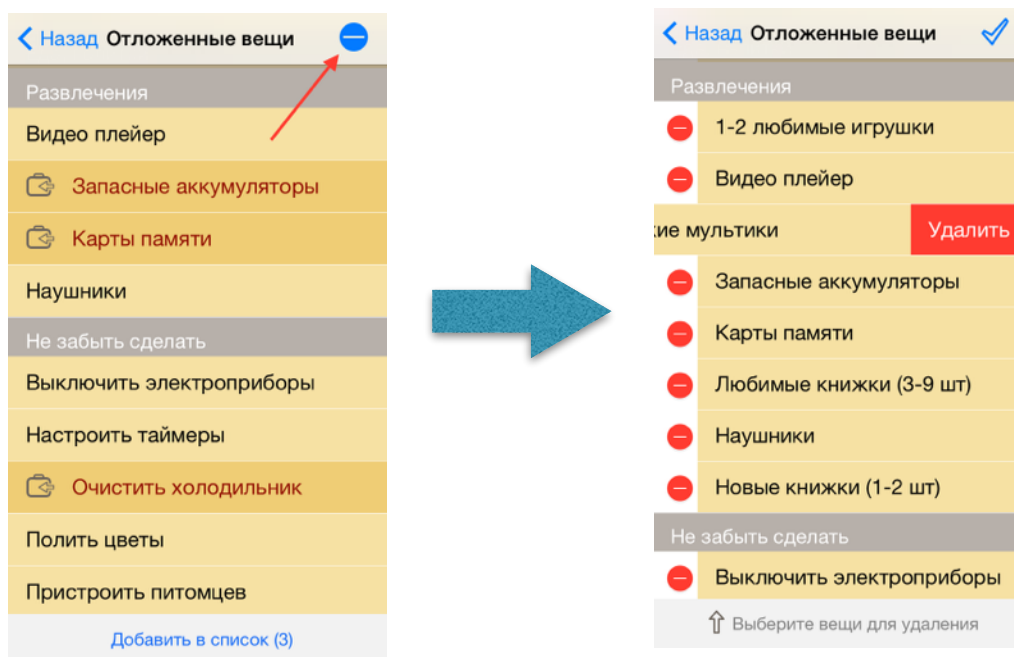 Назад Отложенные вещи
Развлечения
Видео плейер
Запасные аккумуляторы
Карты памяти
Наушники
Не забыть сделать
Выключить электроприборы
Настроить таймеры
Очистить холодильник
Полить цветы
Пристроить питомцев
Добавить в список (3)
Назад Отложенные вещи
Развлечения
1-2 любимые игрушки
Видео плейер
кие мультики Удалить
Запасные аккумуляторы
Карты памяти
Любимые книжки (3-9 шт)
Наушники
Новые книжки (1-2 шт)
Не забыть сделать
Выключить электроприборы
Выберите вещи для удаления